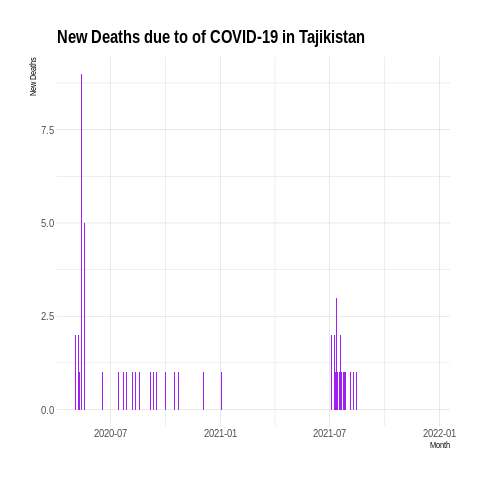 New Deaths due to of COVID-19 in Tajikistan
New Deaths
7.5
5.0
2.5
0.0
2020-07 2021-01 2021-07 2022-01
Month